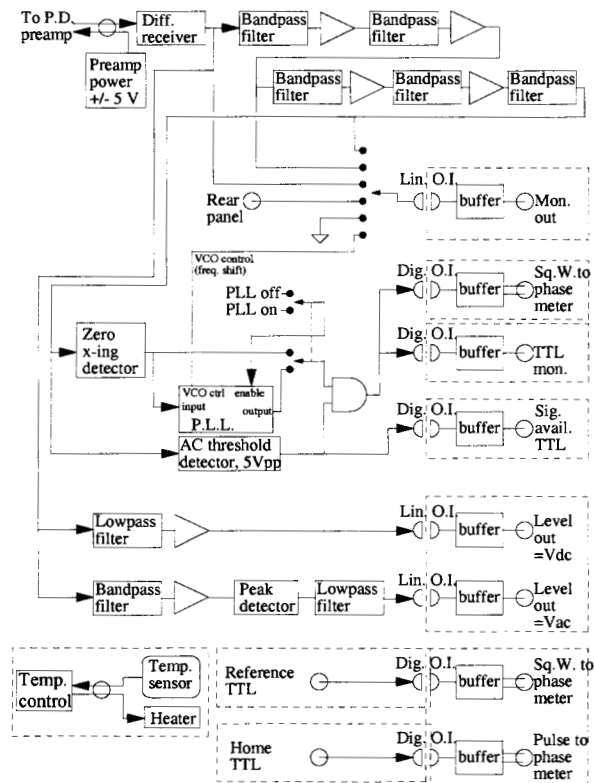 To P.D.
preamp
Diff.
receiver
Bandpass
filter
Bandpass
filter
Preamp
power
+/- 5 V
Bandpass
filter
Bandpass
filter
Bandpass
filter
Rear
panel
Lin. O.I.
buffer
Mon.
out
VCO control
(freq. shift)
PLL off
PLL on
Dig. O.I.
buffer
Sq.W.to
phase
meter
Zero
x-ing
detector
Dig. O.I.
buffer
TTL
mon.
VCO ctrl enable
input
output
P.L.L.
AC threshold
detector, 5Vpp
Dig. O.I.
buffer
Sig.
avail.
TTL
Lowpass
filter
Lin. O.I.
buffer
Level
out
=Vdc
Bandpass
filter
Peak
detector
Lowpass
filter
Lin. O.I.
buffer
Level
out
=Vac
Temp.
control
Temp.
sensor
Heater
Reference
TTL
Dig. O.I.
buffer
Sq.W. to
phase
meter
Home
TTL
Dig. O.I.
buffer
Pulse to
phase
meter